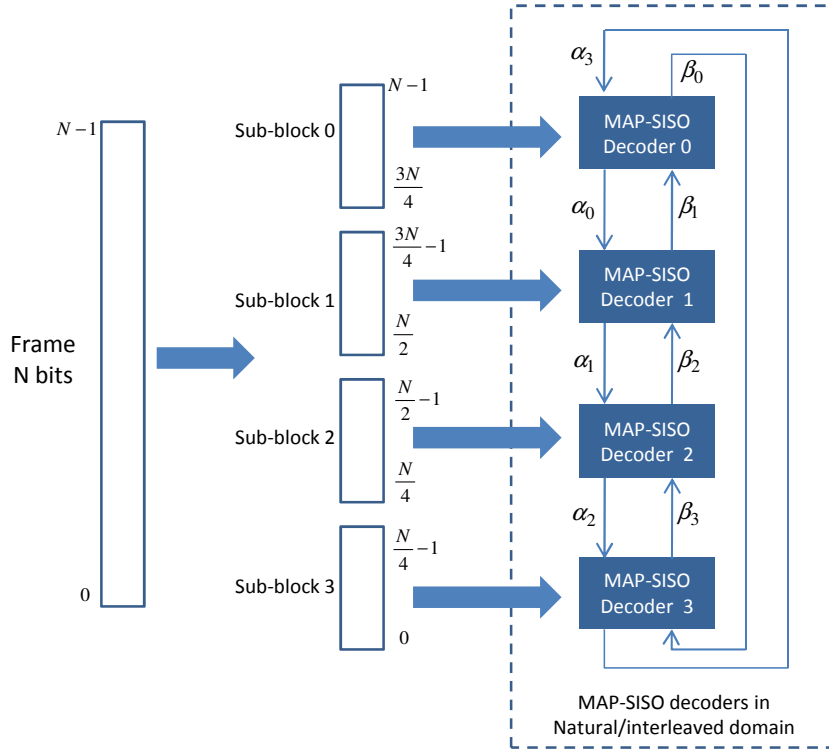 Frame
N bits
N−1
0
Sub-block 0
N−1
3N/4
Sub-block 1
3N/4 −1
N/2
Sub-block 2
N/2 −1
N/4
Sub-block 3
N/4 −1
0
α₃
β₀
MAP-SISO
Decoder 0
α₀
β₁
MAP-SISO
Decoder 1
α₁
β₂
MAP-SISO
Decoder 2
α₂
β₃
MAP-SISO
Decoder 3
MAP-SISO decoders in
Natural/interleaved domain